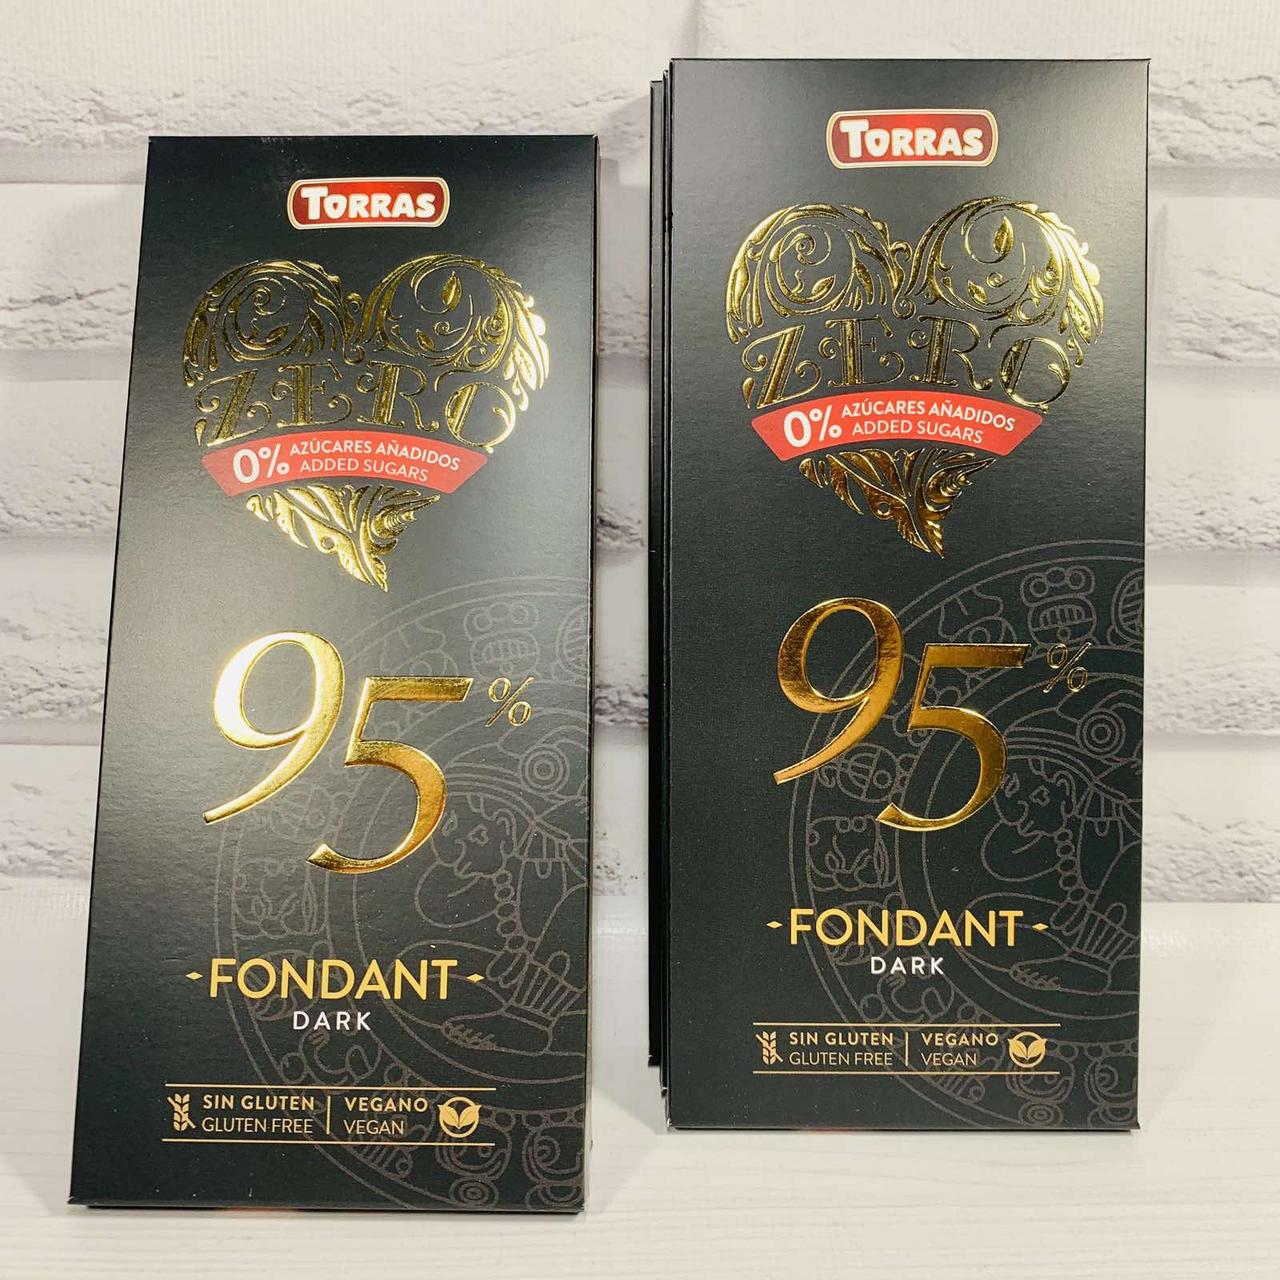 TORRAS
ZERO
0% AZÚCARES AÑADIDOS
ADDED SUGARS
95%
FONDANT
DARK
SIN GLUTEN | VEGANO
GLUTEN FREE | VEGAN
TORRAS
ZERO
0% AZÚCARES AÑADIDOS
ADDED SUGARS
95%
FONDANT
DARK
SIN GLUTEN | VEGANO
GLUTEN FREE | VEGAN